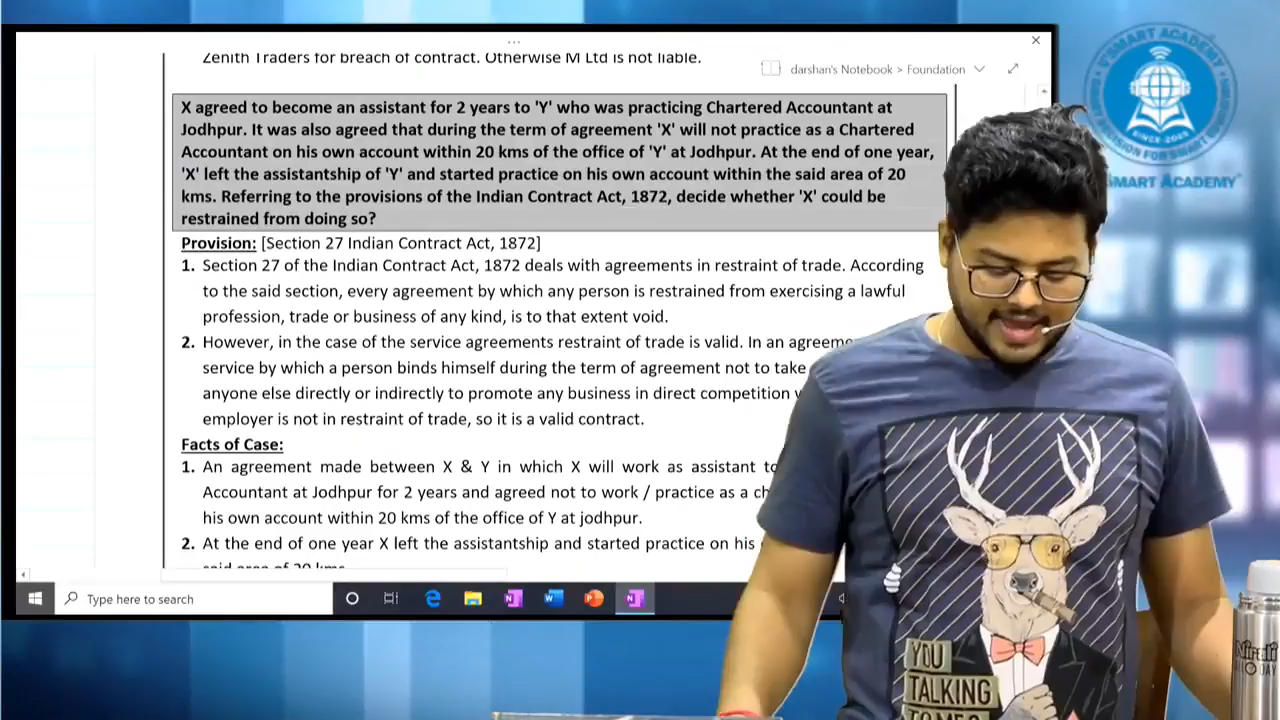 Zenith Traders for breach of contract. Otherwise M Ltd is not liable.
darshan's Notebook > Foundation
X agreed to become an assistant for 2 years to 'Y' who was practicing Chartered Accountant at
Jodhpur. It was also agreed that during the term of agreement 'X' will not practice as a Chartered
Accountant on his own account within 20 kms of the office of 'Y' at Jodhpur. At the end of one year,
'X' left the assistantship of 'Y' and started practice on his own account within the said area of 20
kms. Referring to the provisions of the Indian Contract Act, 1872, decide whether 'X' could be
restrained from doing so?
Provision: [Section 27 Indian Contract Act, 1872]
1. Section 27 of the Indian Contract Act, 1872 deals with agreements in restraint of trade. According
to the said section, every agreement by which any person is restrained from exercising a lawful
profession, trade or business of any kind, is to that extent void.
2. However, in the case of the service agreements restraint of trade is valid. In an agreeme
service by which a person binds himself during the term of agreement not to take
anyone else directly or indirectly to promote any business in direct competition
employer is not in restraint of trade, so it is a valid contract.
Facts of Case:
1. An agreement made between X & Y in which X will work as assistant to
Accountant at Jodhpur for 2 years and agreed not to work / practice as a ch
his own account within 20 kms of the office of Y at jodhpur.
2. At the end of one year X left the assistantship and started practice on his
said area of 20 kms.
Type here to search
SINCE 2003
SMART ACADEMY
YOU
TALKING
TO ME?